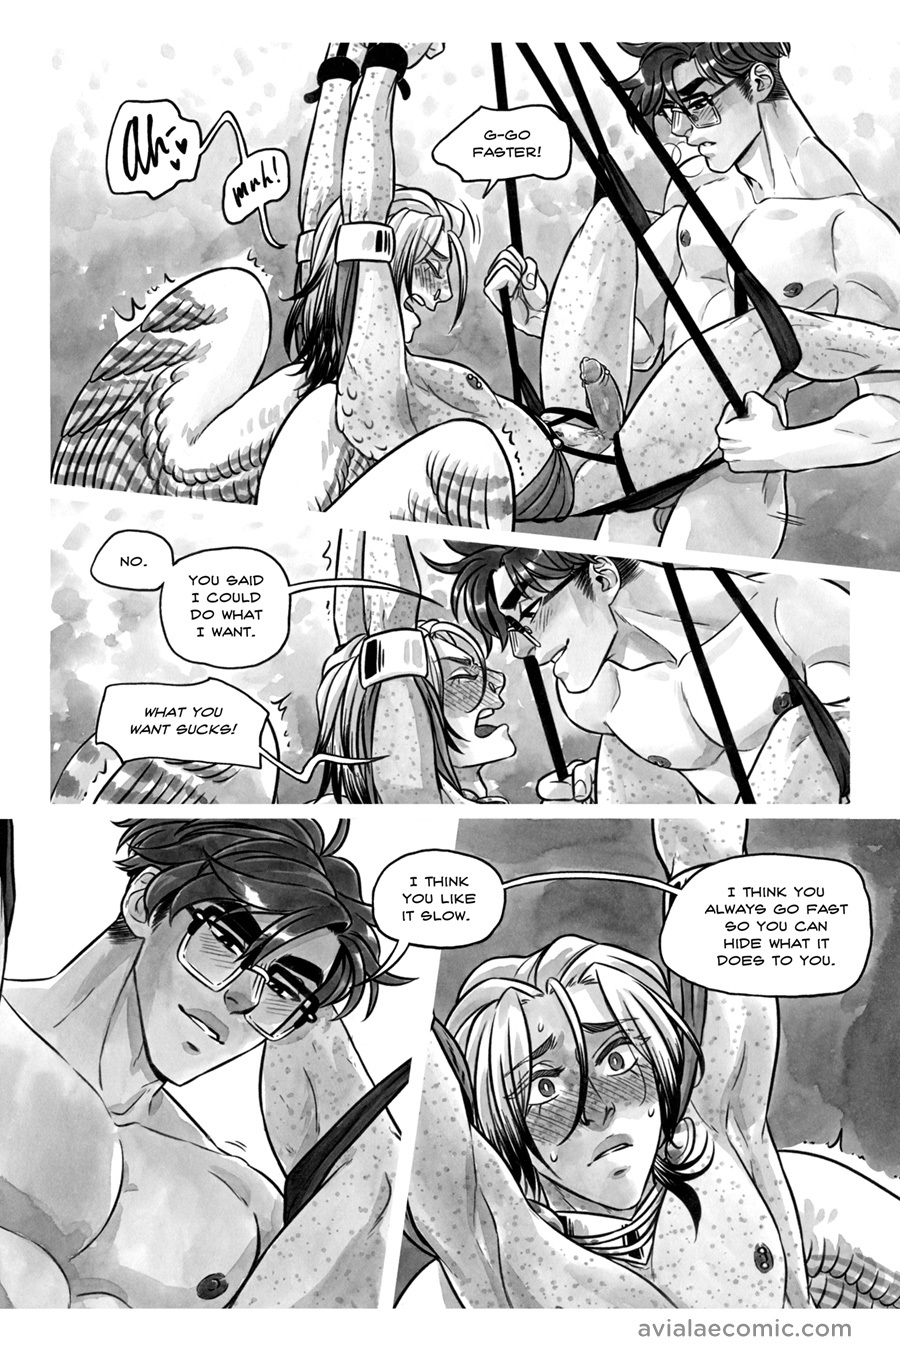 Ah-
mnh!
G-GO
FASTER!
NO.
YOU SAID
I COULD
DO WHAT
I WANT.
WHAT YOU
WANT SUCKS!
I THINK
YOU LIKE
IT SLOW.
I THINK YOU
ALWAYS GO FAST
SO YOU CAN
HIDE WHAT IT
DOES TO YOU.
avialaecomic.com